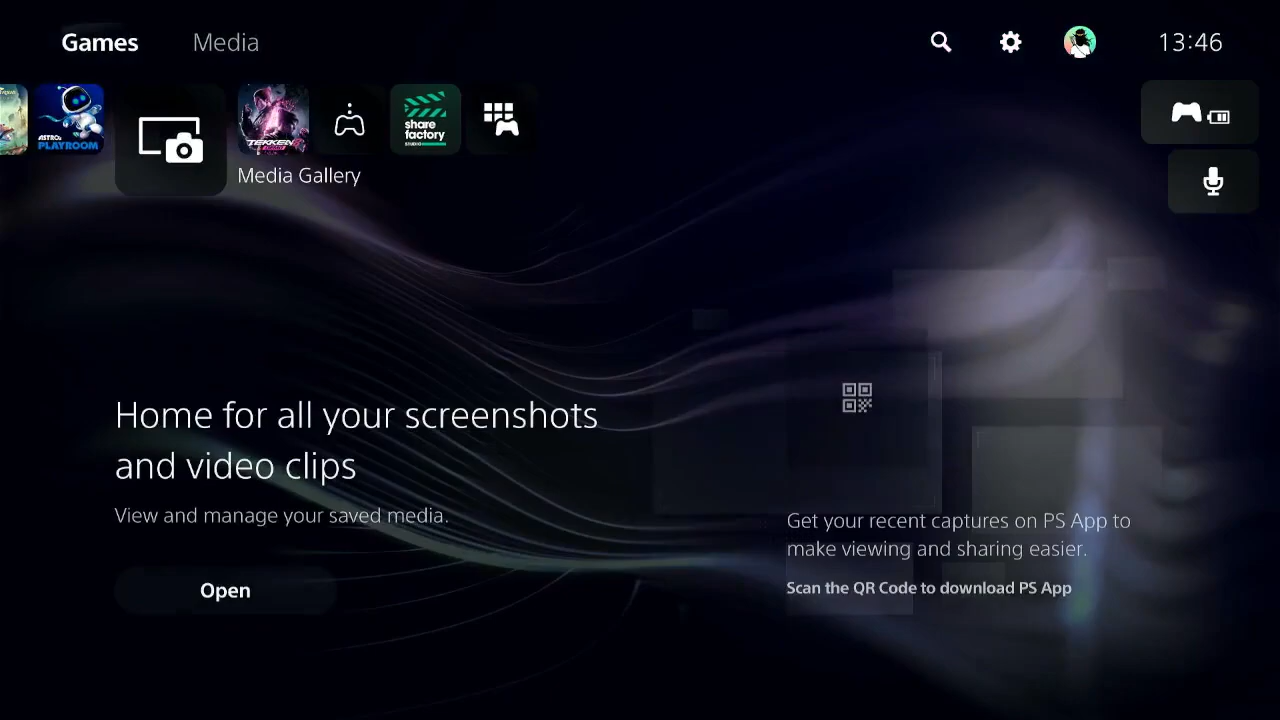 Games
Media
13:46
ASTRO's
PLAYROOM
TEKKEN
share
factory
STUDIO
Media Gallery
Home for all your screenshots
and video clips
View and manage your saved media.
Open
Get your recent captures on PS App to
make viewing and sharing easier.
Scan the QR Code to download PS App